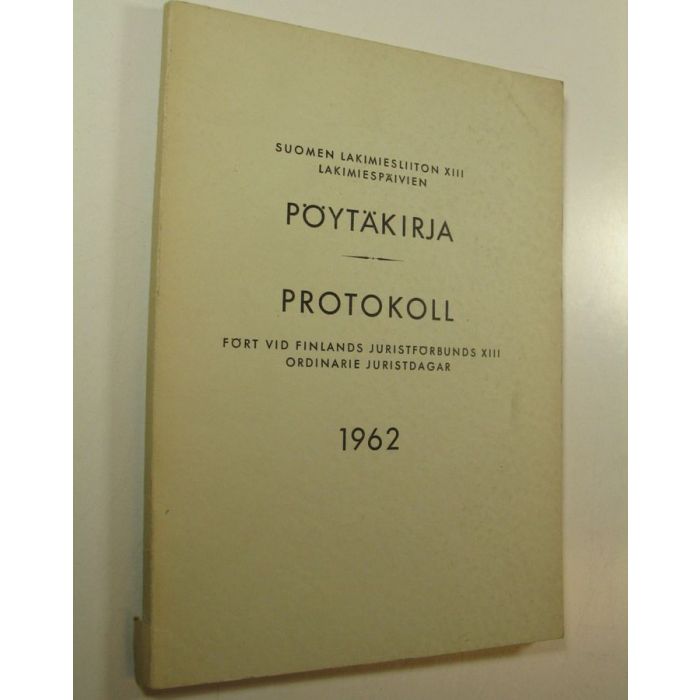 SUOMEN LAKIMIESLIITON XIII
LAKIMIESPÄIVIEN
PÖYTÄKIRJA
PROTOKOLL
FÖRT VID FINLANDS JURISTFÖRBUNDS XIII
ORDINARIE JURISTDAGAR
1962